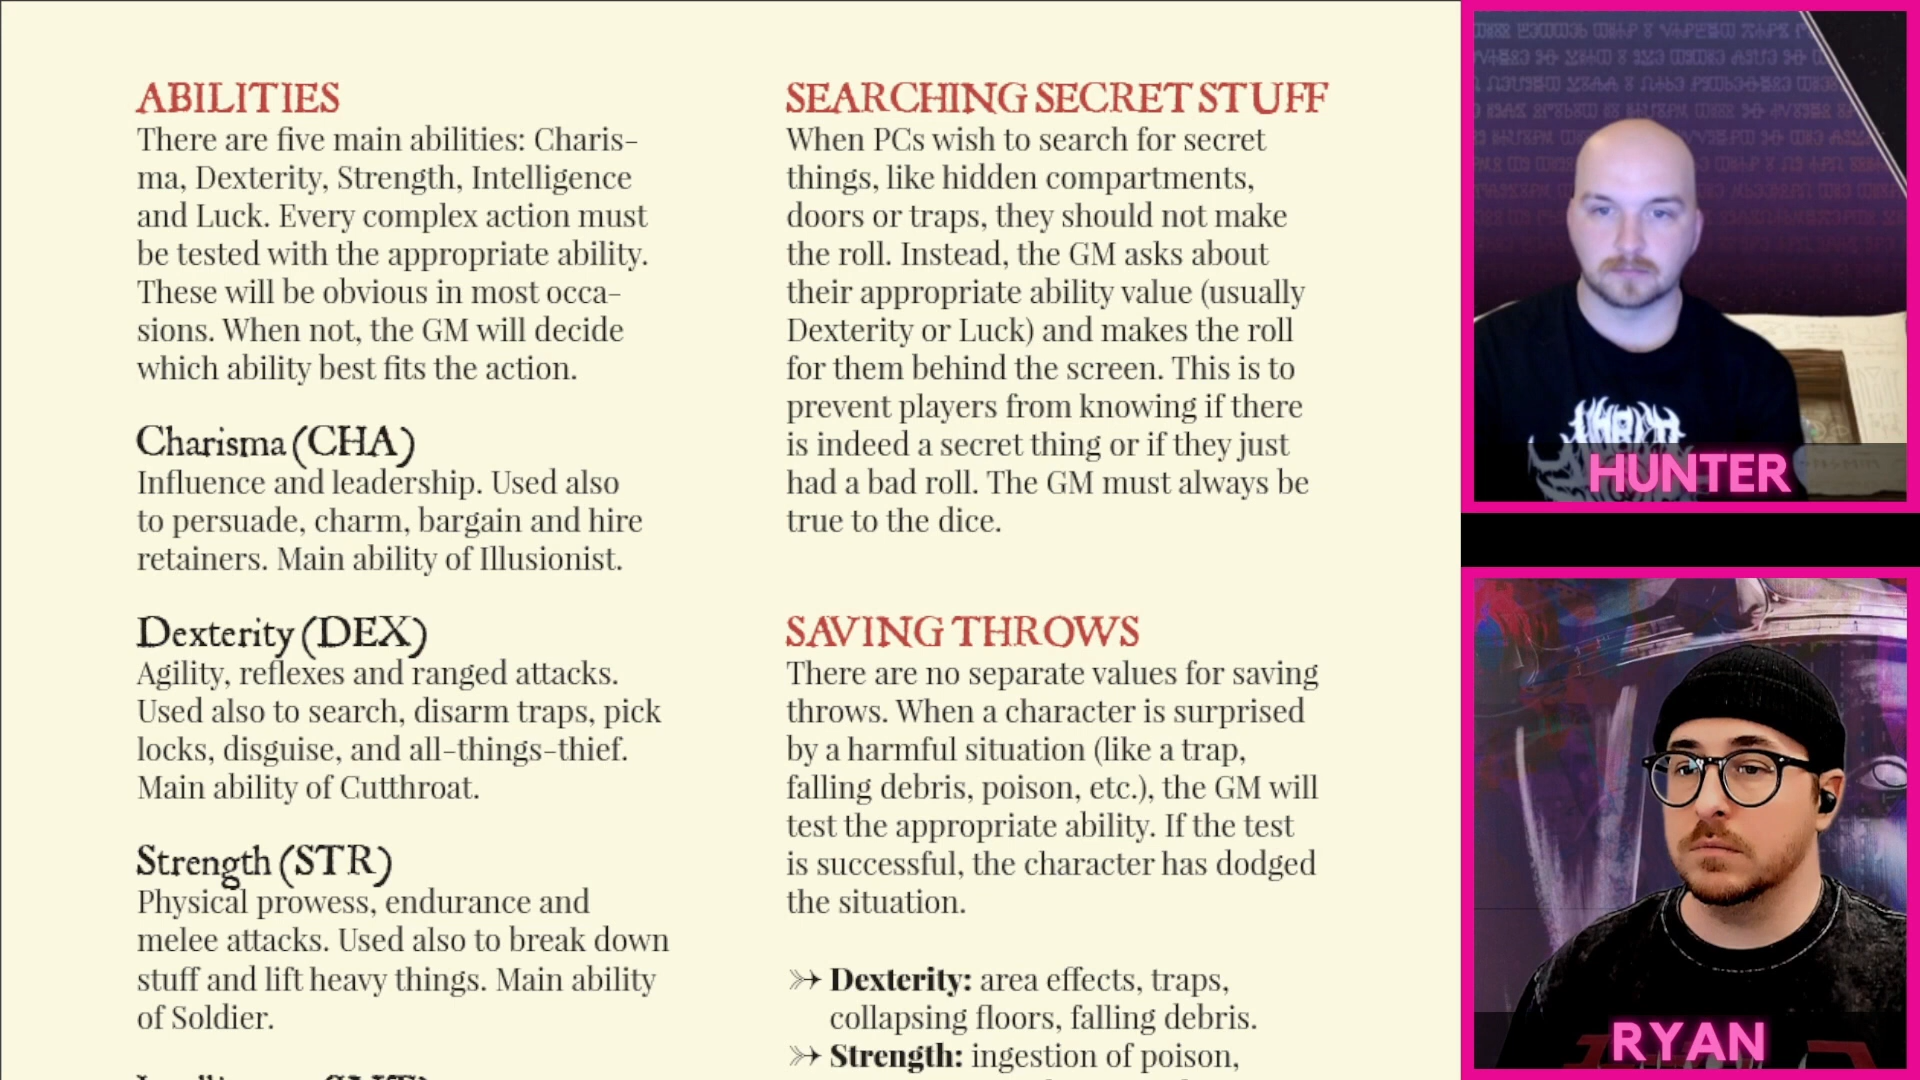 ABILITIES
There are five main abilities: Charis-
ma, Dexterity, Strength, Intelligence
and Luck. Every complex action must
be tested with the appropriate ability.
These will be obvious in most occa-
sions. When not, the GM will decide
which ability best fits the action.
Charisma (CHA)
Influence and leadership. Used also
to persuade, charm, bargain and hire
retainers. Main ability of Illusionist.
Dexterity (DEX)
Agility, reflexes and ranged attacks.
Used also to search, disarm traps, pick
locks, disguise, and all-things-thief.
Main ability of Cutthroat.
Strength (STR)
Physical prowess, endurance and
melee attacks. Used also to break down
stuff and lift heavy things. Main ability
of Soldier.
SEARCHING SECRET STUFF
When PCs wish to search for secret
things, like hidden compartments,
doors or traps, they should not make
the roll. Instead, the GM asks about
their appropriate ability value (usually
Dexterity or Luck) and makes the roll
for them behind the screen. This is to
prevent players from knowing if there
is indeed a secret thing or if they just
had a bad roll. The GM must always be
true to the dice.
SAVING THROWS
There are no separate values for saving
throws. When a character is surprised
by a harmful situation (like a trap,
falling debris, poison, etc.), the GM will
test the appropriate ability. If the test
is successful, the character has dodged
the situation.
Dexterity: area effects, traps,
collapsing floors, falling debris.
Strength: ingestion of poison,
HUNTER
RYAN